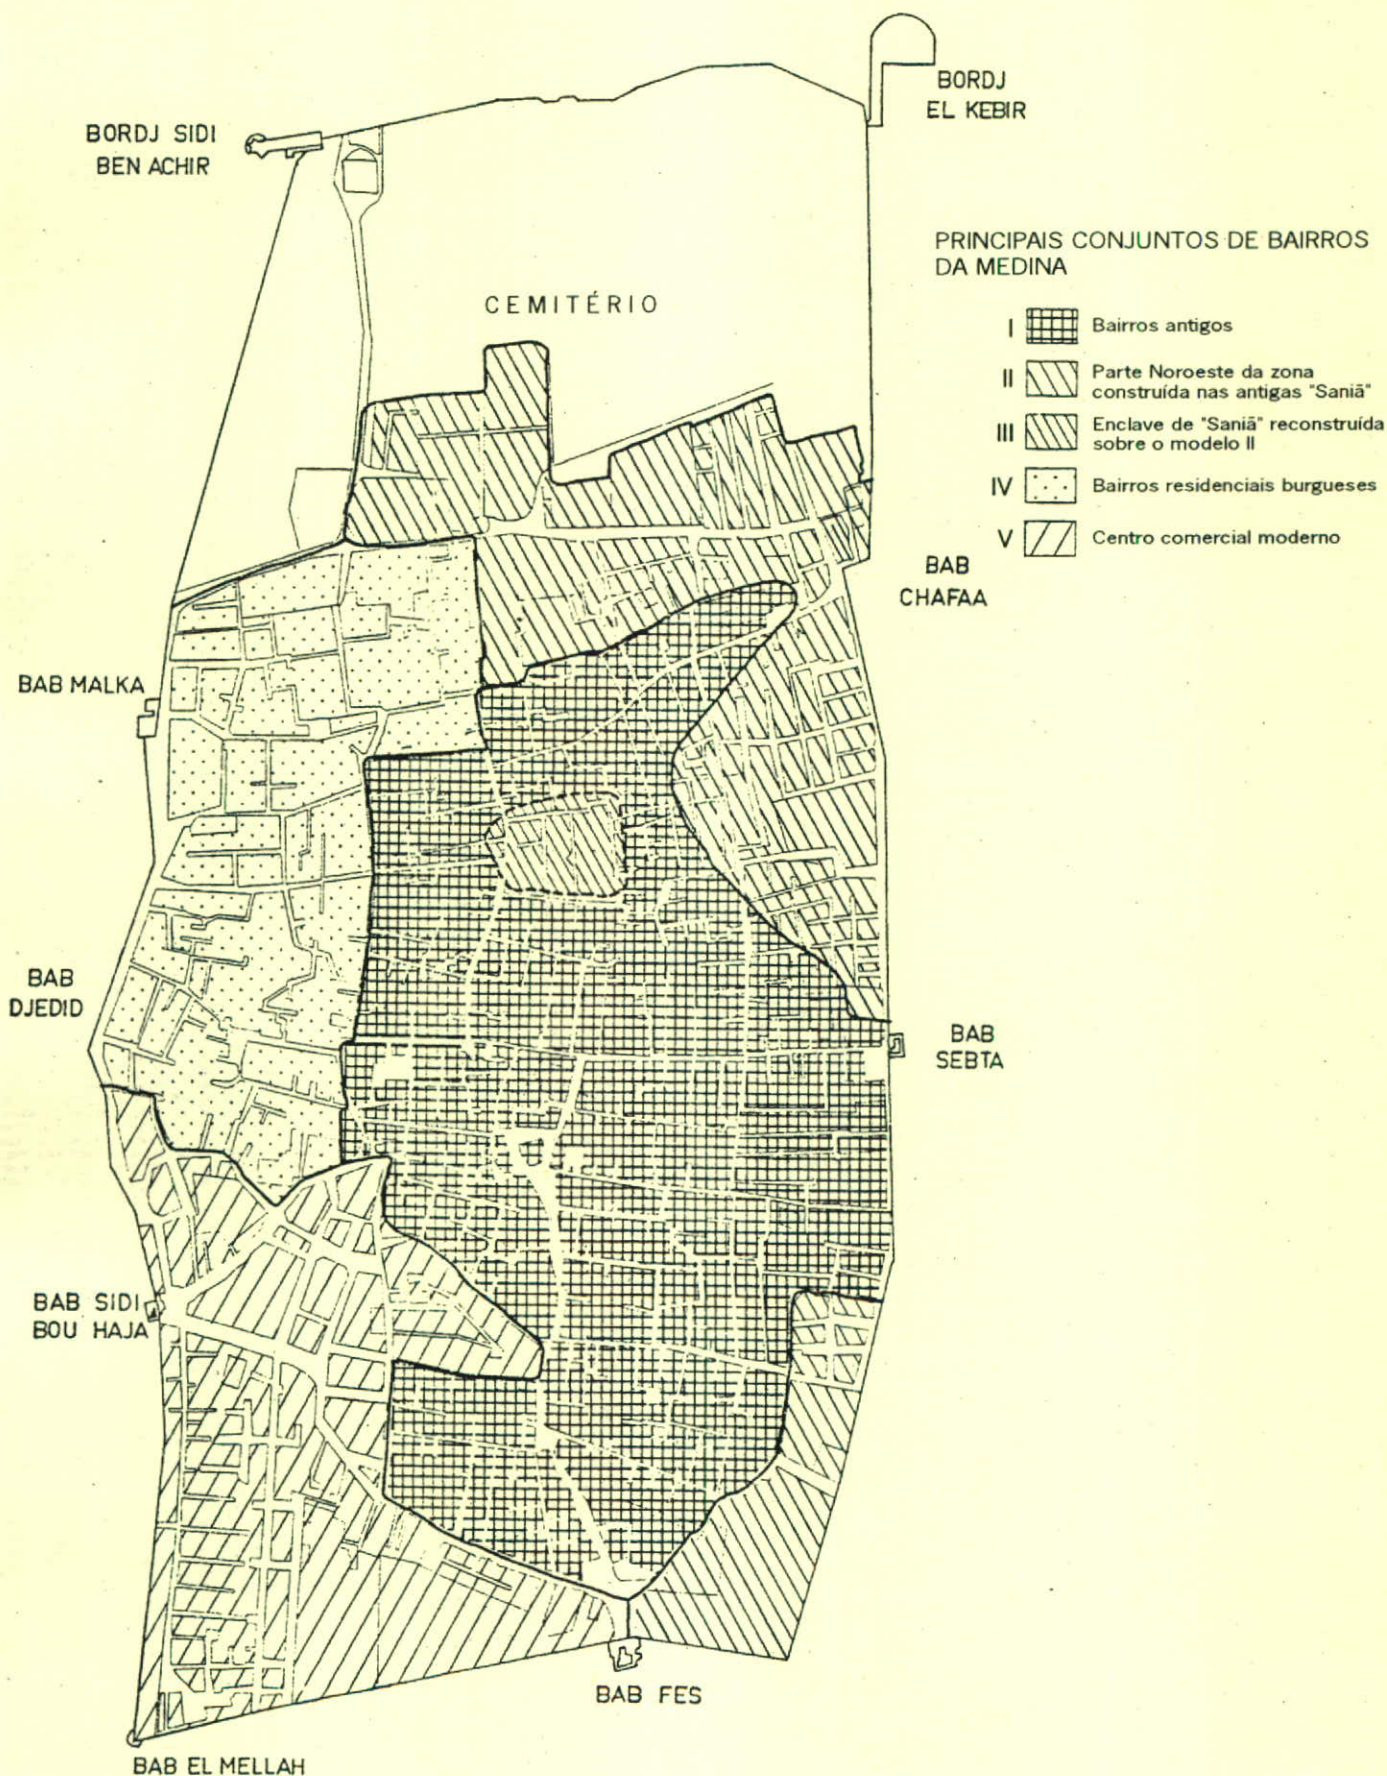 BORDJ
EL KEBIR
BORDJ SIDI
BEN ACHIR
PRINCIPAIS CONJUNTOS DE BAIRROS
DA MEDINA
CEMITÉRIO
I Bairros antigos
II Parte Noroeste da zona
construída nas antigas "Saniã"
III Enclave de "Saniã" reconstruída
sobre o modelo II
IV Bairros residenciais burgueses
V Centro comercial moderno
BAB
CHAFAA
BAB MALKA
BAB
DJEDID
BAB
SEBTA
BAB SIDI
BOU HAJA
BAB FES
BAB EL MELLAH